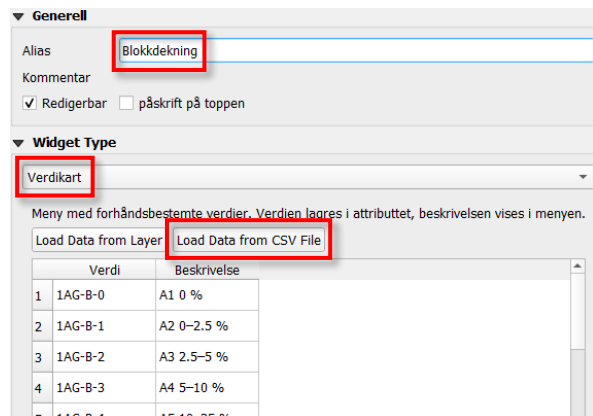 Generell
Alias Blokkdekning
Kommentar
Redigerbar påskrift på toppen
Widget Type
Verdikart
Meny med forhåndsbestemte verdier. Verdien lagres i attributtet, beskrivelsen vises i menyen.
Load Data from Layer Load Data from CSV File
Verdi Beskrivelse
1 1AG-B-0 A1 0 %
2 1AG-B-1 A2 0–2.5 %
3 1AG-B-2 A3 2.5–5 %
4 1AG-B-3 A4 5–10 %